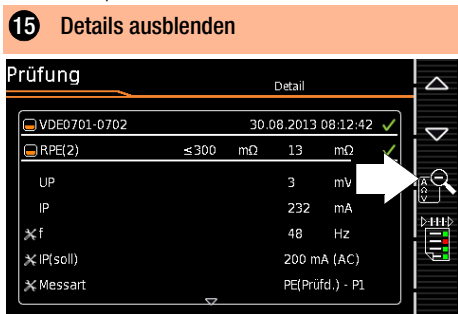 15 Details ausblenden
Prüfung
Detail
VDE0701-0702 30.08.2013 08:12:42 ✓
RPE(2) ≤300 mΩ 13 mΩ ✓
UP 3 mV
IP 232 mA
f 48 Hz
IP(soll) 200 mA (AC)
Messart PE(Prüfd.) - P1
A
Ω
V